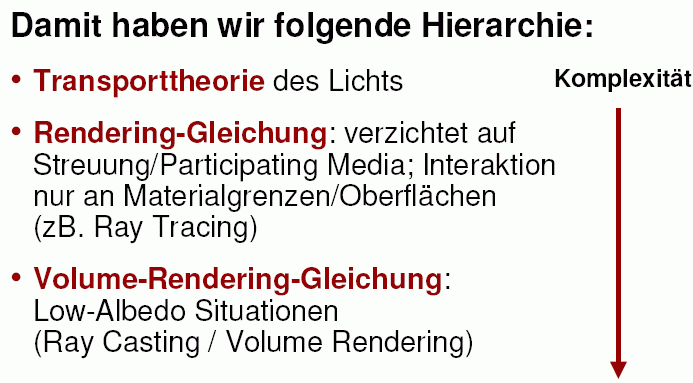 Damit haben wir folgende Hierarchie:
• Transporttheorie des Lichts
Komplexität
• Rendering-Gleichung: verzichtet auf
Streuung/Participating Media; Interaktion
nur an Materialgrenzen/Oberflächen
(zB. Ray Tracing)
• Volume-Rendering-Gleichung:
Low-Albedo Situationen
(Ray Casting / Volume Rendering)